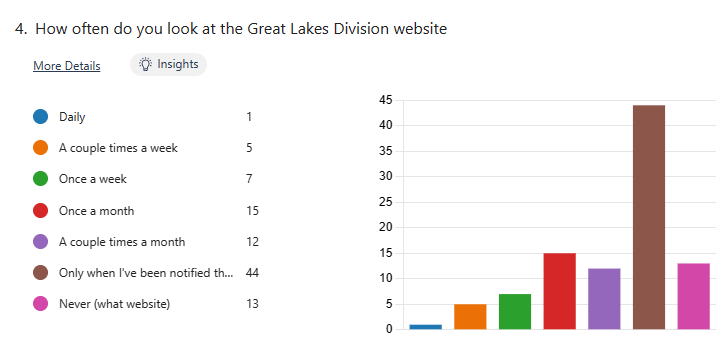 4. How often do you look at the Great Lakes Division website
More Details Insights
Daily 1
A couple times a week 5
Once a week 7
Once a month 15
A couple times a month 12
Only when I've been notified th... 44
Never (what website) 13
45
40
35
30
25
20
15
10
5
0